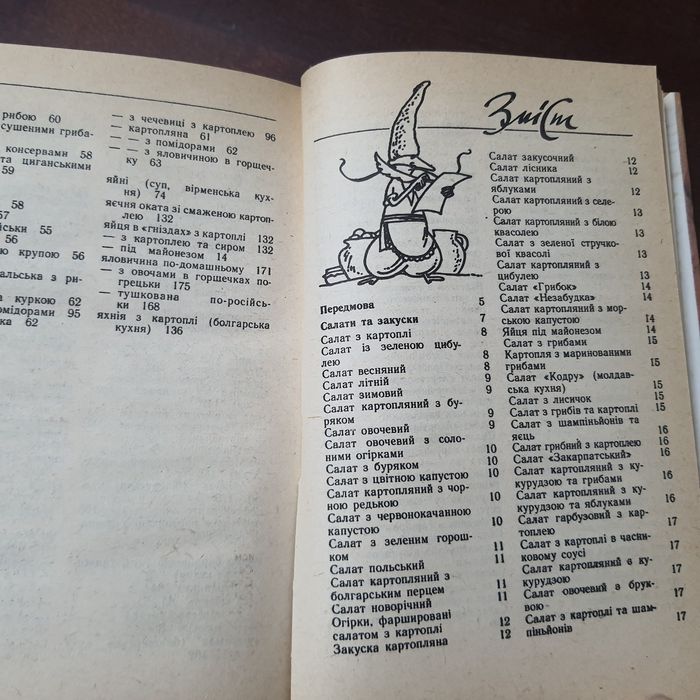 рибою 60
сушеними гриба-
консервами 58
та циганськими
59
58
57
55
56
крупою 56
з ри-
куркою 62
помідорами 95
62
— з чечевиці з картоплею 96
— картопляна 61
— — з помідорами 62
— — з яловичиною в горщеч-
ку 63
яйні (суп, вірменська кух-
ня) 74
яєчня оката зі смаженою картоп-
лею 132
яйця в «гніздах» з картоплі 132
— з картоплею та сиром 132
— під майонезом 14
яловичина по-домашньому 171
— з овочами в горщечках по-
грецьки 175
— тушкована по-російсь-
ки 168
яхнія з картоплі (болгарська
кухня) 136
Зміст
Передмова 5
Салати та закуски 7
Салат з картоплі 8
Салат із зеленою цибу-
лею 8
Салат весняний 8
Салат літній 9
Салат зимовий 9
Салат картопляний з бу-
ряком 9
Салат овочевий 9
Салат овочевий з соло-
ними огірками 10
Салат з буряком 10
Салат з цвітною капустою 10
Салат картопляний з чор-
ною редькою 10
Салат з червонокачанною
капустою 10
Салат з зеленим горош-
ком 11
Салат польський 11
Салат картопляний з
болгарським перцем 11
Салат новорічний 11
Огірки, фаршировані
салатом з картоплі 12
Закуска картопляна 12
Салат закусочний 12
Салат лісника 12
Салат картопляний з
яблуками 12
Салат картопляний з селе-
рою 13
Салат картопляний з білою
квасолею 13
Салат з зеленої стручко-
вої квасолі 13
Салат картопляний з
цибулею 13
Салат «Грибок» 14
Салат «Незабудка» 14
Салат картопляний з мор-
ською капустою 14
Яйця під майонезом 14
Салат з грибами 15
Картопля з маринованими
грибами 15
Салат «Кодру» (молдав-
ська кухня) 15
Салат з лисичок 15
Салат з грибів та картоплі 15
Салат з шампіньйонів та
яєць 16
Салат грибний з картоплею 16
Салат «Закарпатський» 16
Салат картопляний з ку-
курудзою та грибами 16
Салат картопляний з ку-
курудзою та яблуками 16
Салат гарбузовий з кар-
топлею 17
Салат з картоплі в часни-
ковому соусі 17
Салат картопляний в ку-
курудзою 17
Салат овочевий з брук-
вою 17
Салат з картоплі та шам-
піньйонів 17